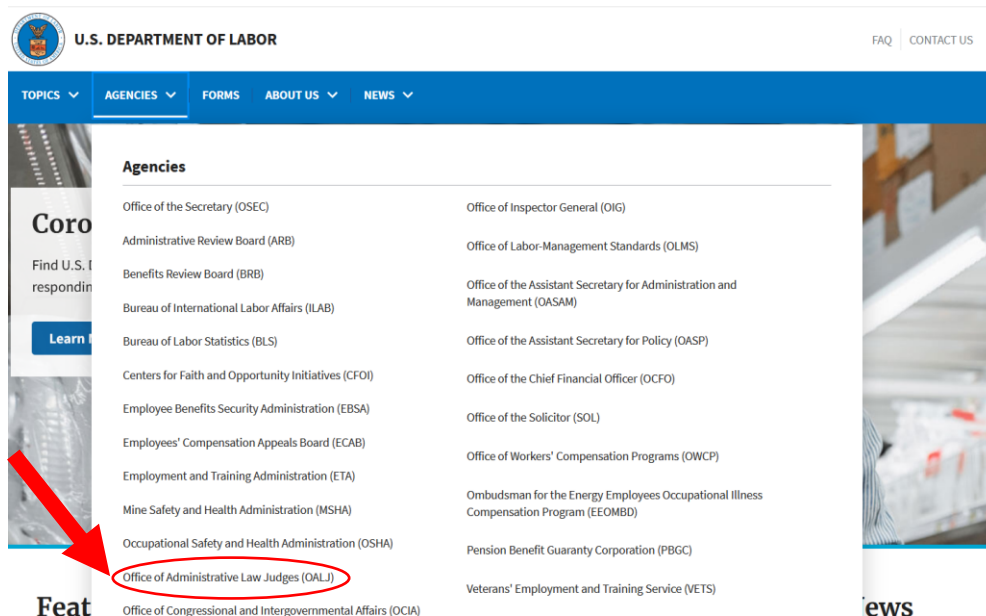 U.S. DEPARTMENT OF LABOR
FAQ CONTACT US
TOPICS AGENCIES FORMS ABOUT US NEWS
Agencies
Office of the Secretary (OSEC)
Administrative Review Board (ARB)
Benefits Review Board (BRB)
Bureau of International Labor Affairs (ILAB)
Bureau of Labor Statistics (BLS)
Centers for Faith and Opportunity Initiatives (CFOI)
Employee Benefits Security Administration (EBSA)
Employees' Compensation Appeals Board (ECAB)
Employment and Training Administration (ETA)
Mine Safety and Health Administration (MSHA)
Occupational Safety and Health Administration (OSHA)
Office of Administrative Law Judges (OALJ)
Office of Congressional and Intergovernmental Affairs (OCIA)
Office of Inspector General (OIG)
Office of Labor-Management Standards (OLMS)
Office of the Assistant Secretary for Administration and
Management (OASAM)
Office of the Assistant Secretary for Policy (OASP)
Office of the Chief Financial Officer (OCFO)
Office of the Solicitor (SOL)
Office of Workers' Compensation Programs (OWCP)
Ombudsman for the Energy Employees Occupational Illness
Compensation Program (EEOMBD)
Pension Benefit Guaranty Corporation (PBGC)
Veterans' Employment and Training Service (VETS)
Coro
Find U.S.
respondin
Learn
Feat
ews